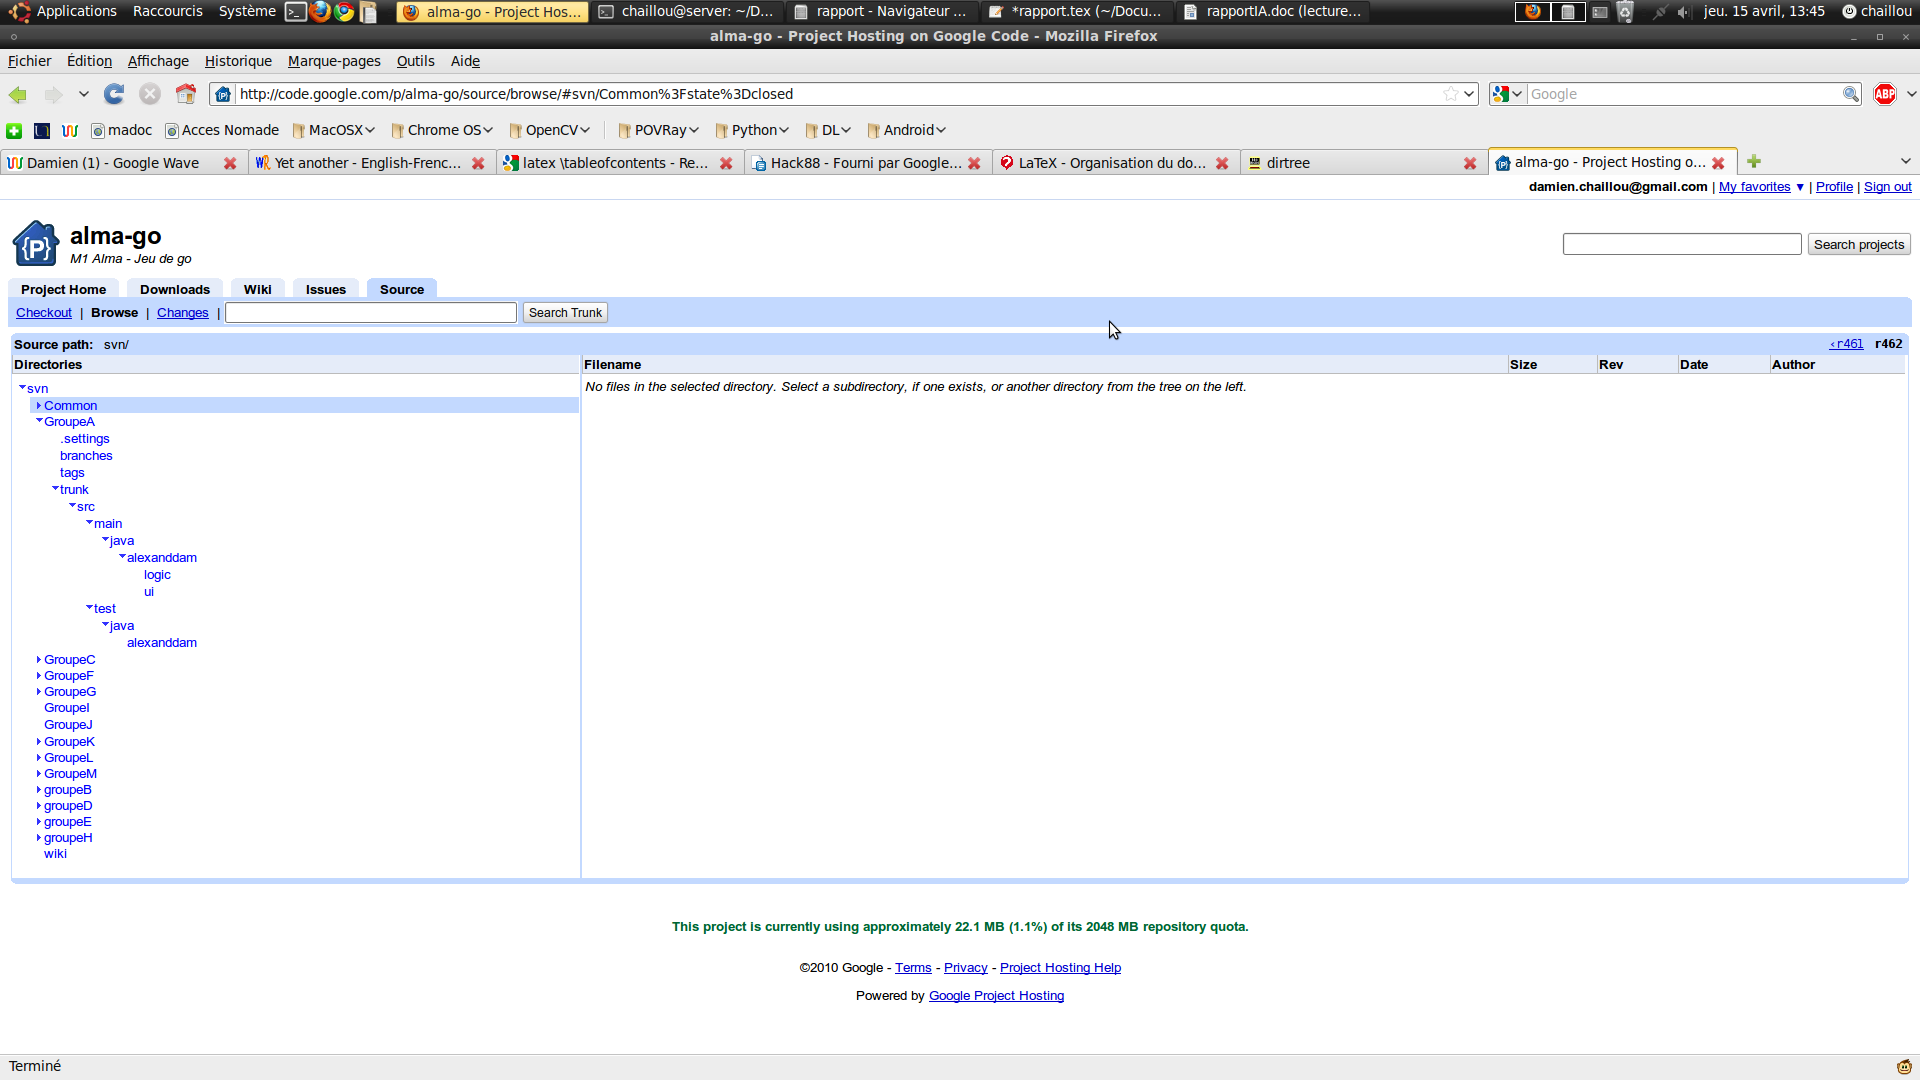 Applications Raccourcis Système alma-go - Project Hos... chaillou@server: ~/D... rapport - Navigateur ... *rapport.tex (~/Docu... rapportIA.doc (lecture... jeu. 15 avril, 13:45 chaillou
alma-go - Project Hosting on Google Code - Mozilla Firefox
Fichier Édition Affichage Historique Marque-pages Outils Aide
http://code.google.com/p/alma-go/source/browse/#svn/Common%3Fstate%3Dclosed Google ABP
madoc Acces Nomade MacOSX Chrome OS OpenCV POVRay Python DL Android
Damien (1) - Google Wave Yet another - English-Frenc... latex \tableofcontents - Re... Hack88 - Fourni par Google... LaTeX - Organisation du do... dirtree alma-go - Project Hosting o...
damien.chaillou@gmail.com | My favorites ▼ | Profile | Sign out
{P} alma-go
M1 Alma - Jeu de go
Search projects
Project Home Downloads Wiki Issues Source
Checkout | Browse | Changes | Search Trunk
Source path: svn/ ‹r461 r462
Directories Filename Size Rev Date Author
No files in the selected directory. Select a subdirectory, if one exists, or another directory from the tree on the left.
svn
Common
GroupeA
.settings
branches
tags
trunk
src
main
java
alexanddam
logic
ui
test
java
alexanddam
GroupeC
GroupeF
GroupeG
GroupeI
GroupeJ
GroupeK
GroupeL
GroupeM
groupeB
groupeD
groupeE
groupeH
wiki
This project is currently using approximately 22.1 MB (1.1%) of its 2048 MB repository quota.
©2010 Google - Terms - Privacy - Project Hosting Help
Powered by Google Project Hosting
Terminé